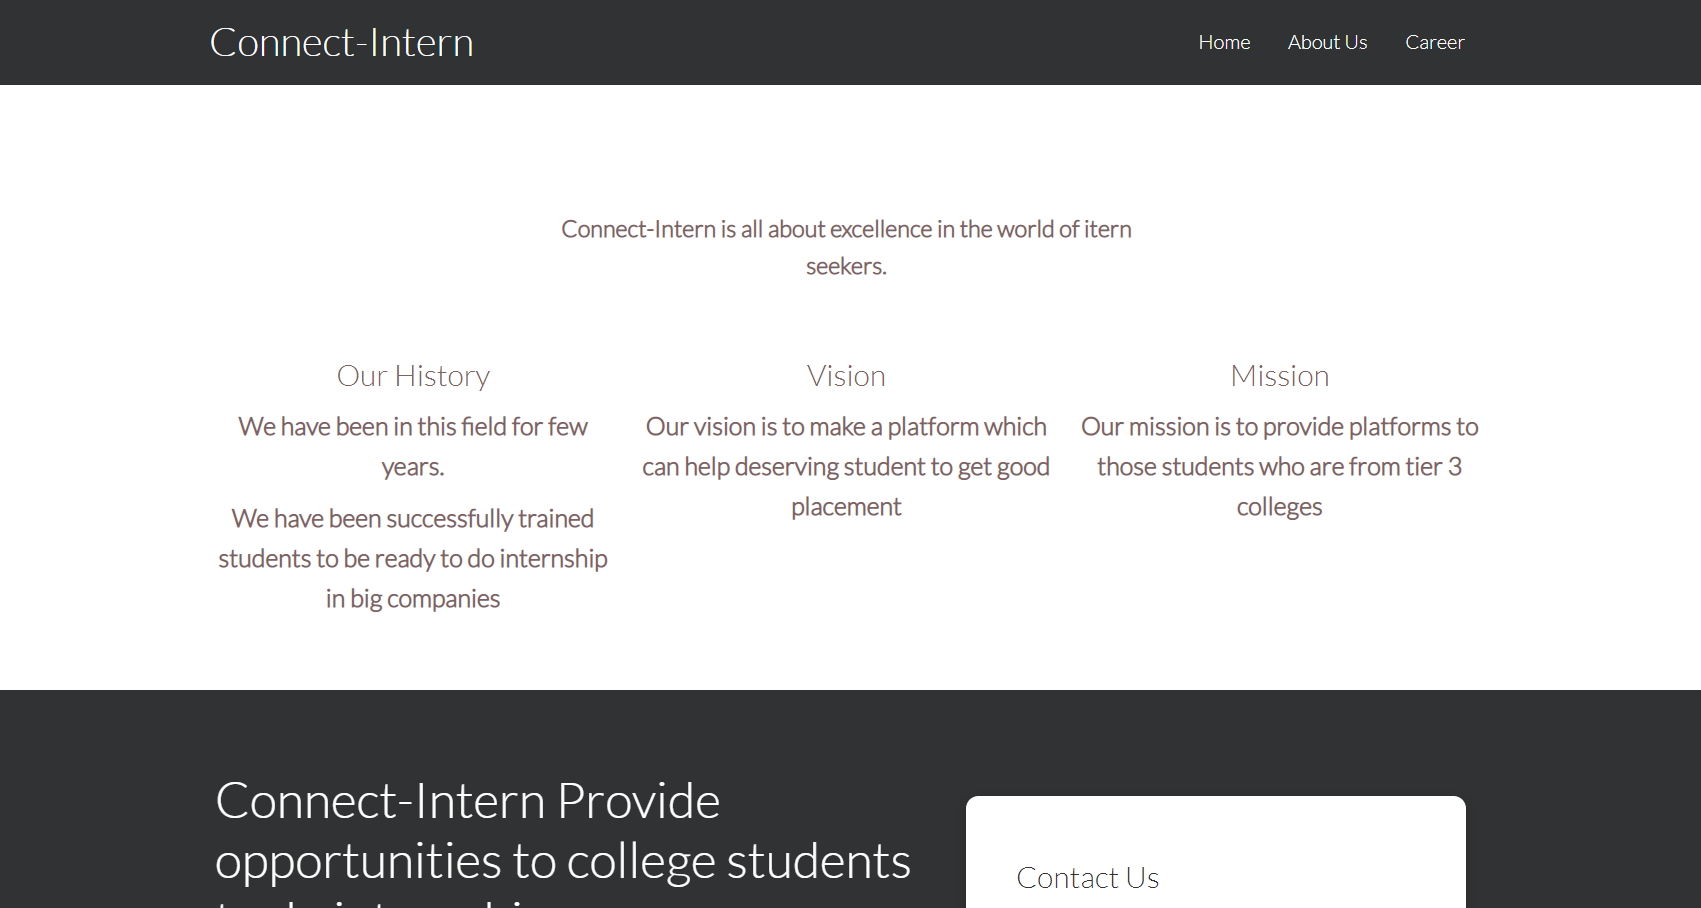 Connect-Intern
Home About Us Career
Connect-Intern is all about excellence in the world of itern
seekers.
Our History
We have been in this field for few
years.
We have been successfully trained
students to be ready to do internship
in big companies
Vision
Our vision is to make a platform which
can help deserving student to get good
placement
Mission
Our mission is to provide platforms to
those students who are from tier 3
colleges
Connect-Intern Provide
opportunities to college students
Contact Us